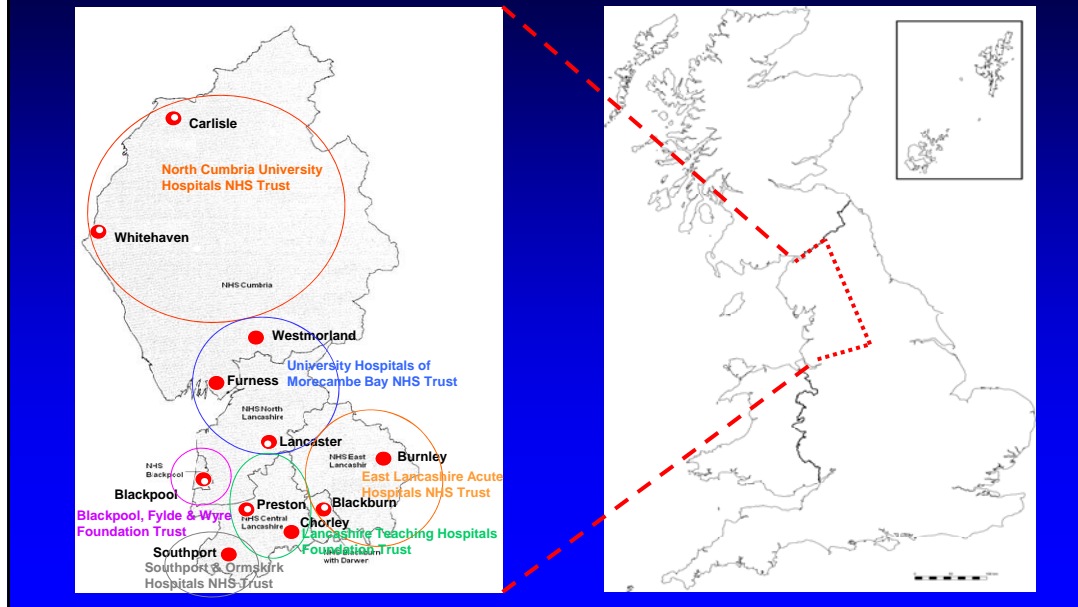 Carlisle
North Cumbria University
Hospitals NHS Trust
Whitehaven
NHS Cumbria
Westmorland
University Hospitals of
Morecambe Bay NHS Trust
Furness
NHS North
Lancashire
Lancaster
Burnley
NHS East
Lancashir
East Lancashire Acute
Hospitals NHS Trust
NHS
Blackpool
Blackpool
Blackpool, Fylde & Wyre
Foundation Trust
Preston
Blackburn
NHS Central
Lancashire
Chorley
Lancashire Teaching Hospitals
Foundation Trust
NHS Blackburn
with Darwen
Southport
Southport & Ormskirk
Hospitals NHS Trust